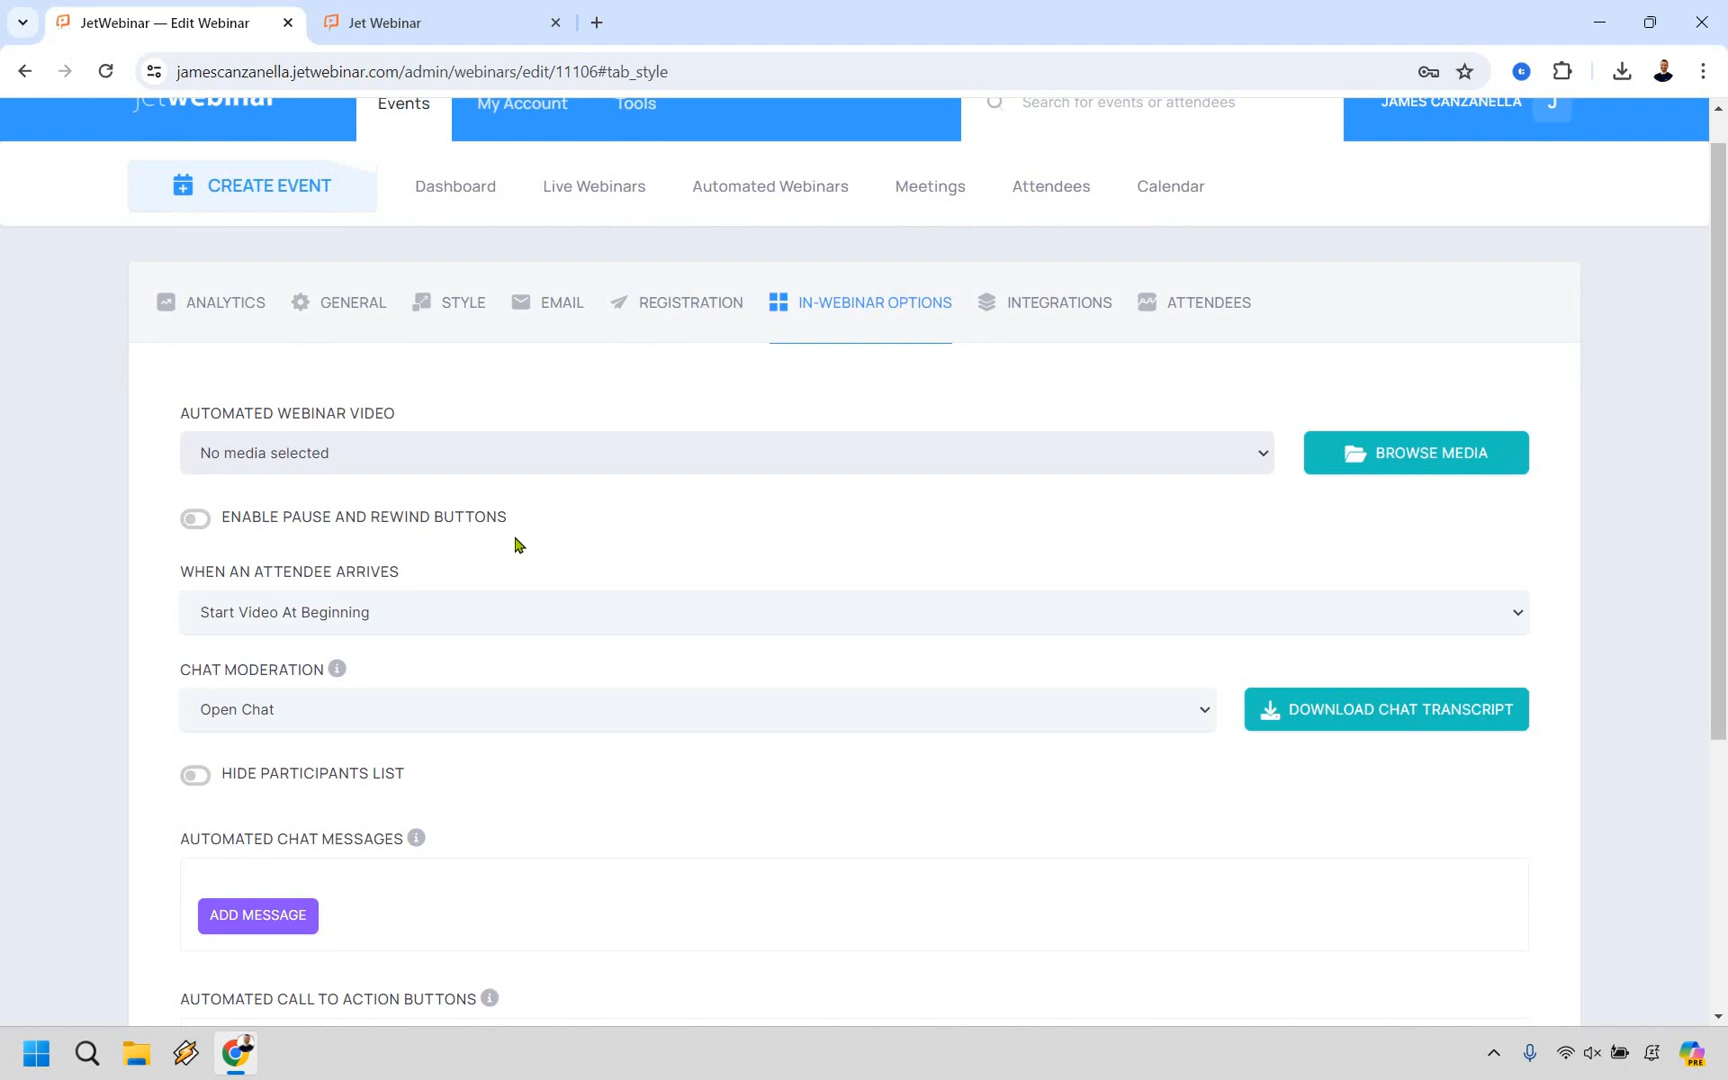 JetWebinar — Edit Webinar
Jet Webinar
jamescanzanella.jetwebinar.com/admin/webinars/edit/11106#tab_style
jetwebinar
Events
My Account
Tools
Search for events or attendees
JAMES CANZANELLA
J
CREATE EVENT
Dashboard
Live Webinars
Automated Webinars
Meetings
Attendees
Calendar
ANALYTICS
GENERAL
STYLE
EMAIL
REGISTRATION
IN-WEBINAR OPTIONS
INTEGRATIONS
ATTENDEES
AUTOMATED WEBINAR VIDEO
No media selected
BROWSE MEDIA
ENABLE PAUSE AND REWIND BUTTONS
WHEN AN ATTENDEE ARRIVES
Start Video At Beginning
CHAT MODERATION
Open Chat
DOWNLOAD CHAT TRANSCRIPT
HIDE PARTICIPANTS LIST
AUTOMATED CHAT MESSAGES
ADD MESSAGE
AUTOMATED CALL TO ACTION BUTTONS
PRE